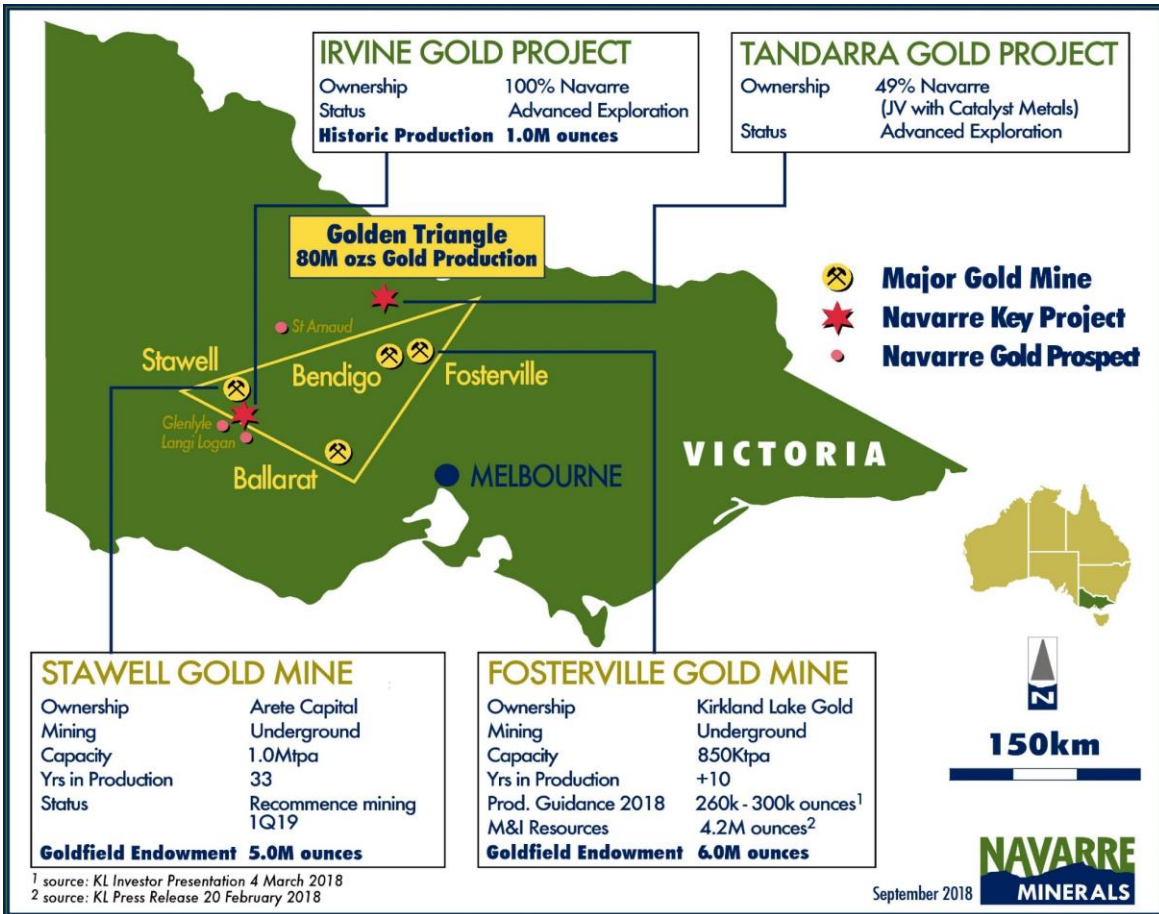 IRVINE GOLD PROJECT
Ownership 100% Navarre
Status Advanced Exploration
Historic Production 1.0M ounces
TANDARRA GOLD PROJECT
Ownership 49% Navarre
(JV with Catalyst Metals)
Status Advanced Exploration
Golden Triangle
80M ozs Gold Production
Major Gold Mine
Navarre Key Project
Navarre Gold Prospect
St Arnaud
Stawell
Bendigo
Fosterville
Glenlyle
Langi Logan
Ballarat
MELBOURNE
VICTORIA
STAWELL GOLD MINE
Ownership Arete Capital
Mining Underground
Capacity 1.0Mtpa
Yrs in Production 33
Status Recommence mining
1Q19
Goldfield Endowment 5.0M ounces
FOSTERVILLE GOLD MINE
Ownership Kirkland Lake Gold
Mining Underground
Capacity 850Ktpa
Yrs in Production +10
Prod. Guidance 2018 260k - 300k ounces¹
M&I Resources 4.2M ounces²
Goldfield Endowment 6.0M ounces
N
150km
¹ source: KL Investor Presentation 4 March 2018
² source: KL Press Release 20 February 2018
September 2018
NAVARRE
MINERALS